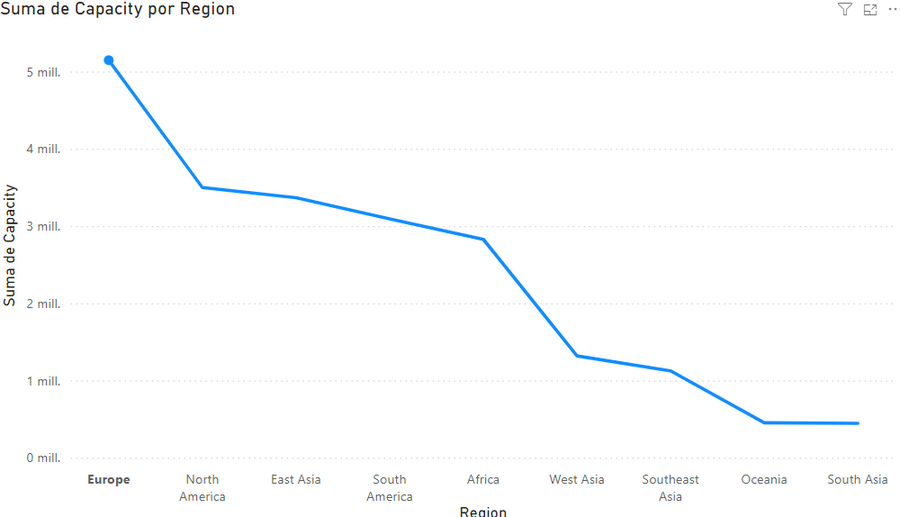 Suma de Capacity por Region
Suma de Capacity
5 mill.
4 mill.
3 mill.
2 mill.
1 mill.
0 mill.
Europe
North
America
East Asia
South
America
Africa
West Asia
Southeast
Asia
Oceania
South Asia
Region